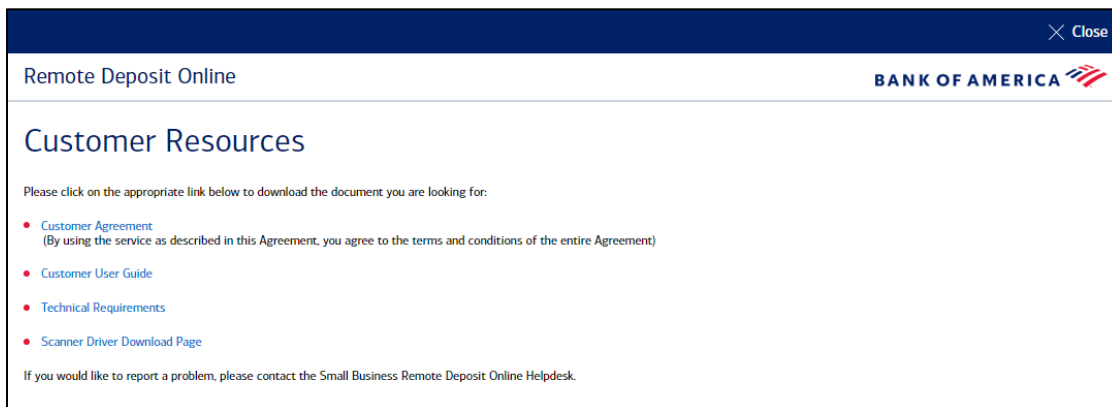 Close
Remote Deposit Online
BANK OF AMERICA
Customer Resources
Please click on the appropriate link below to download the document you are looking for:
Customer Agreement
(By using the service as described in this Agreement, you agree to the terms and conditions of the entire Agreement)
Customer User Guide
Technical Requirements
Scanner Driver Download Page
If you would like to report a problem, please contact the Small Business Remote Deposit Online Helpdesk.